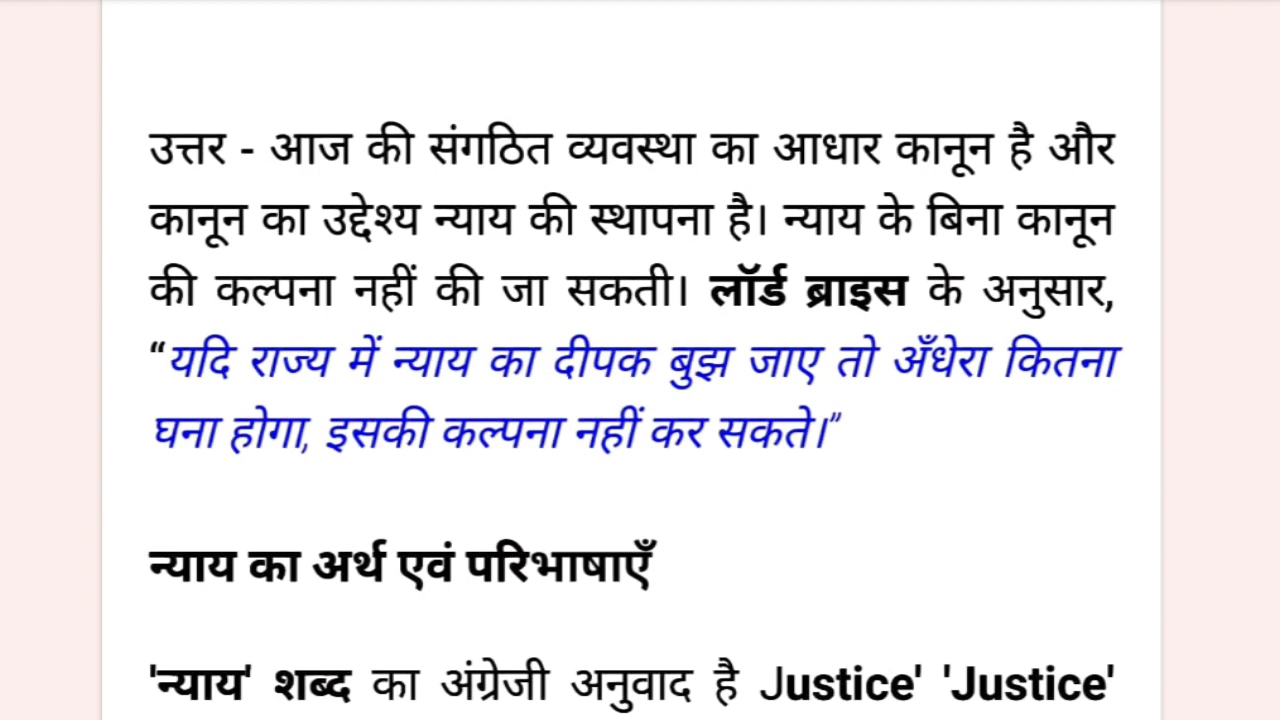 उत्तर - आज की संगठित व्यवस्था का आधार कानून है और
कानून का उद्देश्य न्याय की स्थापना है। न्याय के बिना कानून
की कल्पना नहीं की जा सकती। लॉर्ड ब्राइस के अनुसार,
“यदि राज्य में न्याय का दीपक बुझ जाए तो अँधेरा कितना
घना होगा, इसकी कल्पना नहीं कर सकते।”
न्याय का अर्थ एवं परिभाषाएँ
'न्याय' शब्द का अंग्रेजी अनुवाद है Justice' 'Justice'